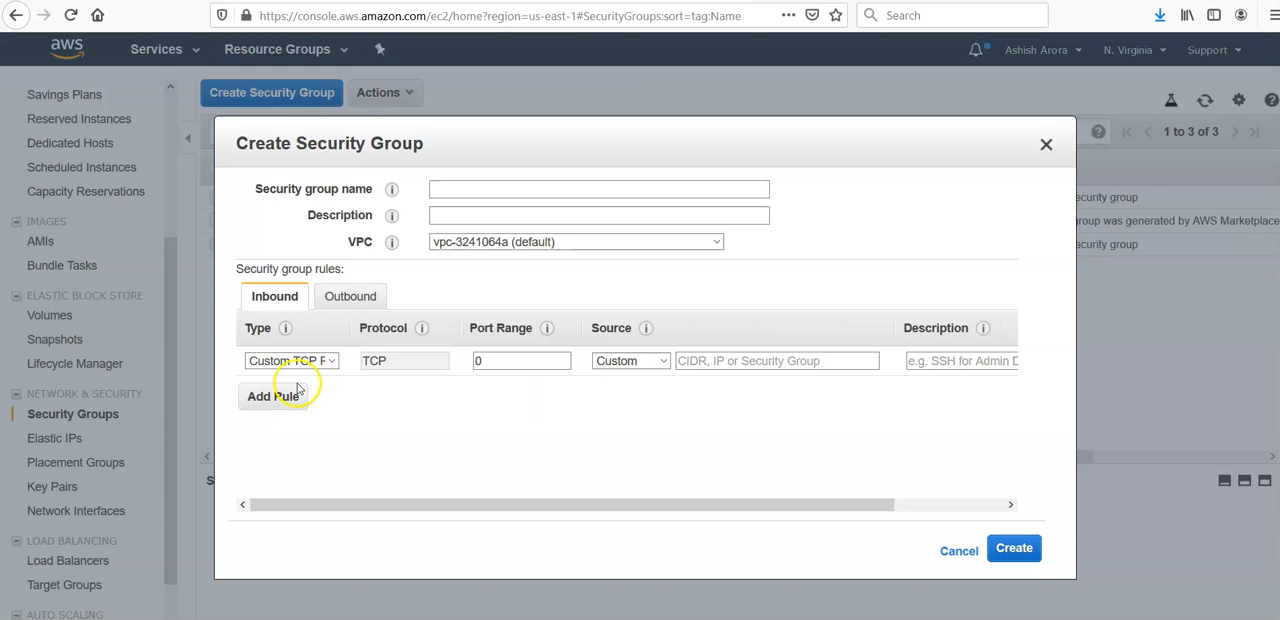 https://console.aws.amazon.com/ec2/home?region=us-east-1#SecurityGroups:sort=tag:Name
Search
aws
Services
Resource Groups
Ashish Arora
N. Virginia
Support
Savings Plans
Reserved Instances
Dedicated Hosts
Scheduled Instances
Capacity Reservations
IMAGES
AMIs
Bundle Tasks
ELASTIC BLOCK STORE
Volumes
Snapshots
Lifecycle Manager
NETWORK & SECURITY
Security Groups
Elastic IPs
Placement Groups
Key Pairs
Network Interfaces
LOAD BALANCING
Load Balancers
Target Groups
AUTO SCALING
Create Security Group
Actions
1 to 3 of 3
ecurity group
roup was generated by AWS Marketplace
ecurity group
S
Create Security Group
Security group name
Description
VPC
vpc-3241064a (default)
Security group rules:
Inbound
Outbound
Type
Protocol
Port Range
Source
Description
Custom TCP F
TCP
0
Custom
CIDR, IP or Security Group
e.g. SSH for Admin D
Add Rule
Cancel
Create